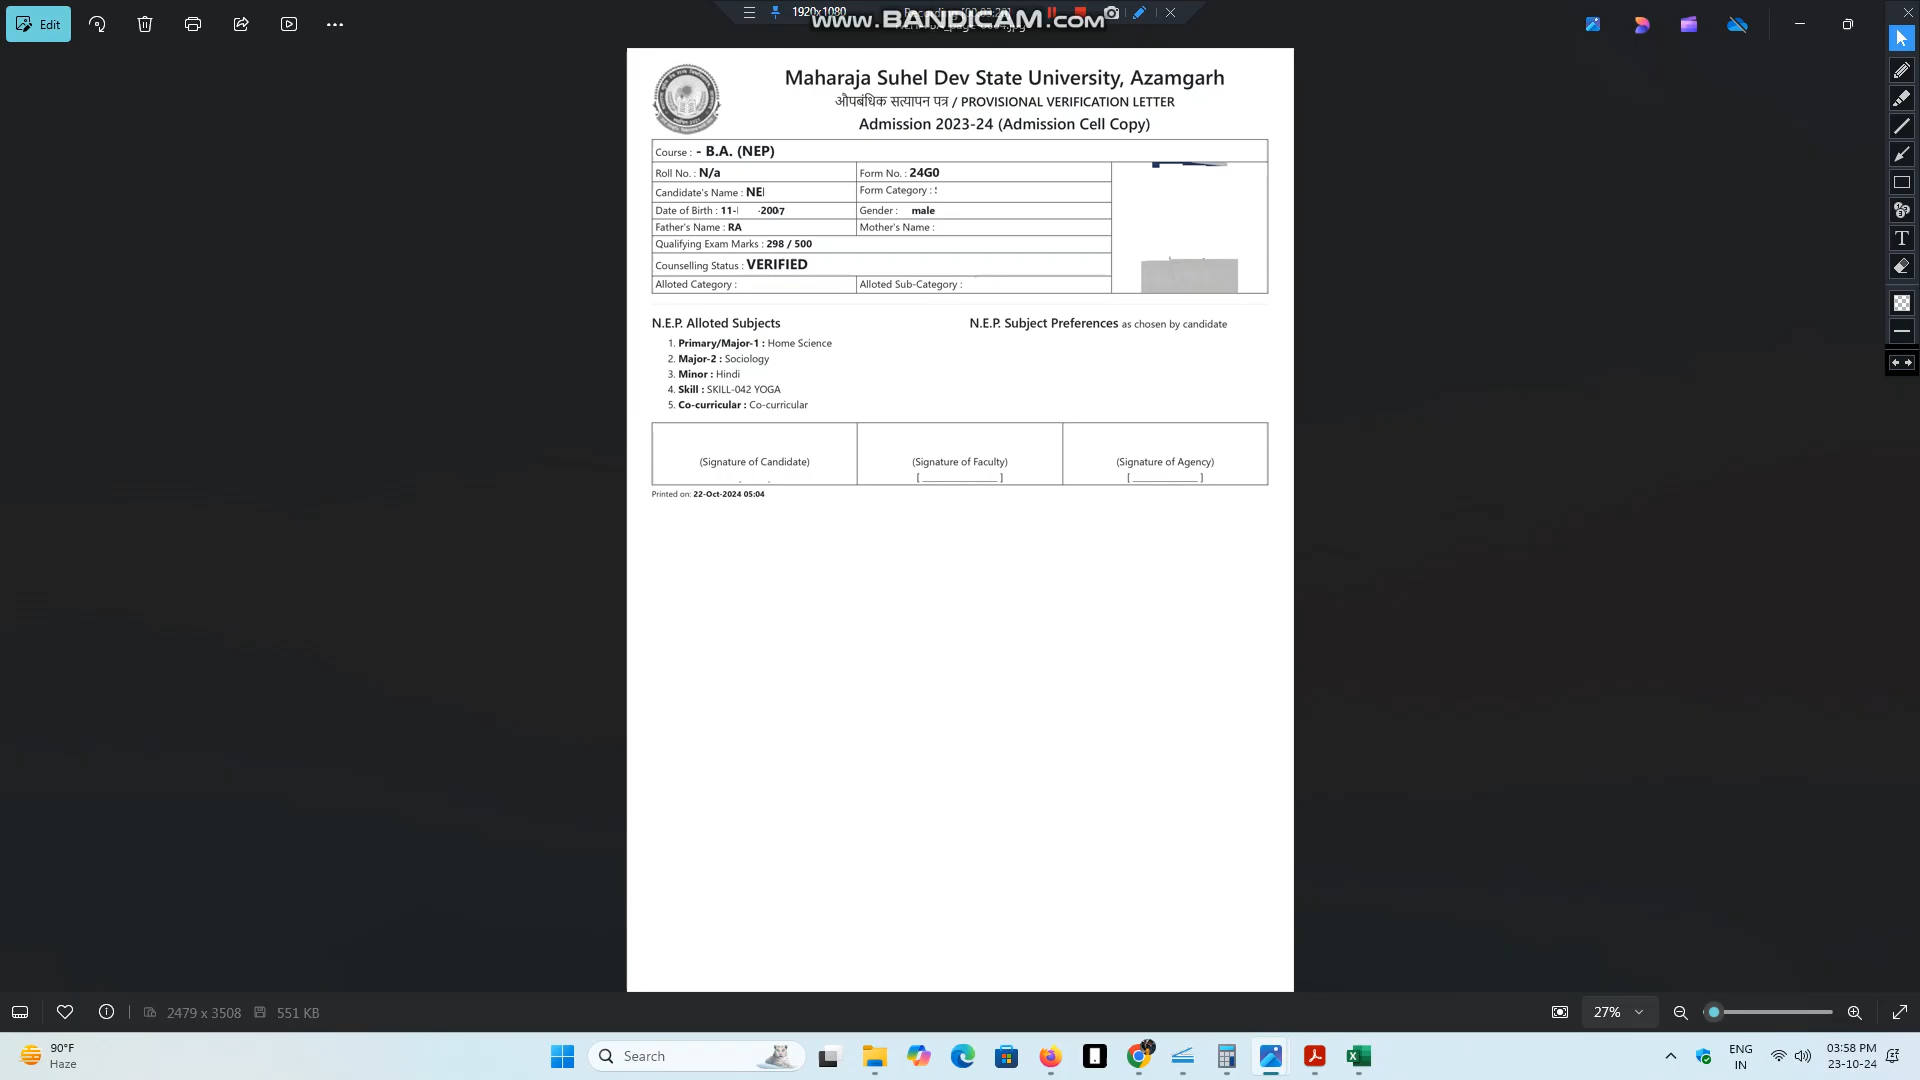 Edit
1920x1080
www.BANDICAM.com
Maharaja Suhel Dev State University, Azamgarh
औपबंधिक सत्यापन पत्र / PROVISIONAL VERIFICATION LETTER
Admission 2023-24 (Admission Cell Copy)
Course : - B.A. (NEP)
Roll No. : N/a
Form No. : 24G0
Candidate's Name : NE
Form Category :
Date of Birth : 11- -2007
Gender : male
Father's Name : RA
Mother's Name :
Qualifying Exam Marks : 298 / 500
Counselling Status : VERIFIED
Alloted Category :
Alloted Sub-Category :
N.E.P. Alloted Subjects
N.E.P. Subject Preferences as chosen by candidate
1. Primary/Major-1 : Home Science
2. Major-2 : Sociology
3. Minor : Hindi
4. Skill : SKILL-042 YOGA
5. Co-curricular : Co-curricular
(Signature of Candidate)
(Signature of Faculty)
(Signature of Agency)
[ ______________ ]
[ ____________ ]
Printed on: 22-Oct-2024 05:04
2479 x 3508
551 KB
27%
90°F
Haze
Search
ENG
IN
03:58 PM
23-10-24